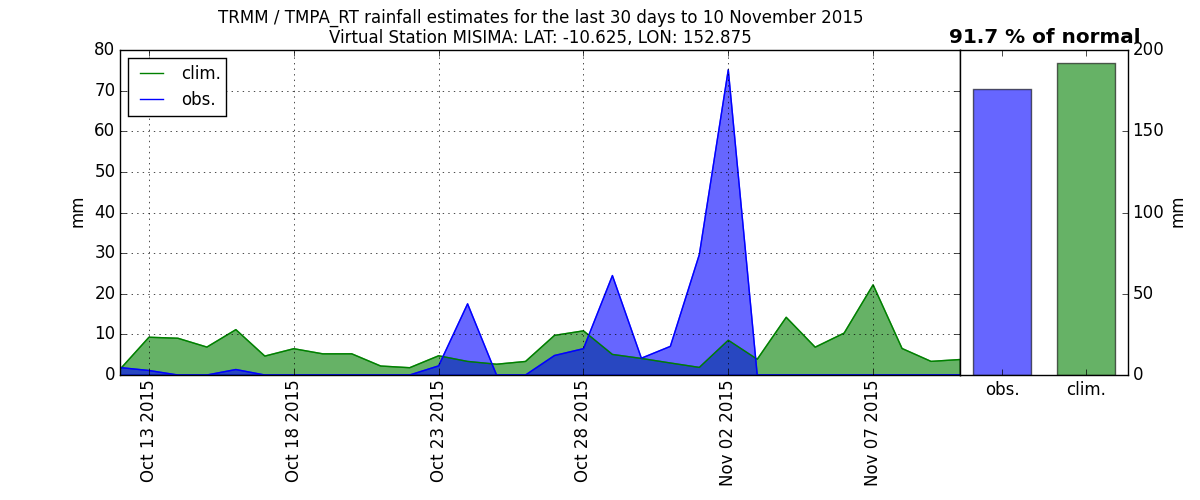 TRMM / TMPA_RT rainfall estimates for the last 30 days to 10 November 2015
Virtual Station MISIMA: LAT: -10.625, LON: 152.875
91.7 % of normal
clim.
obs.
80
70
60
50
40
30
20
10
0
mm
Oct 13 2015
Oct 18 2015
Oct 23 2015
Oct 28 2015
Nov 02 2015
Nov 07 2015
200
150
100
50
0
mm
obs.
clim.